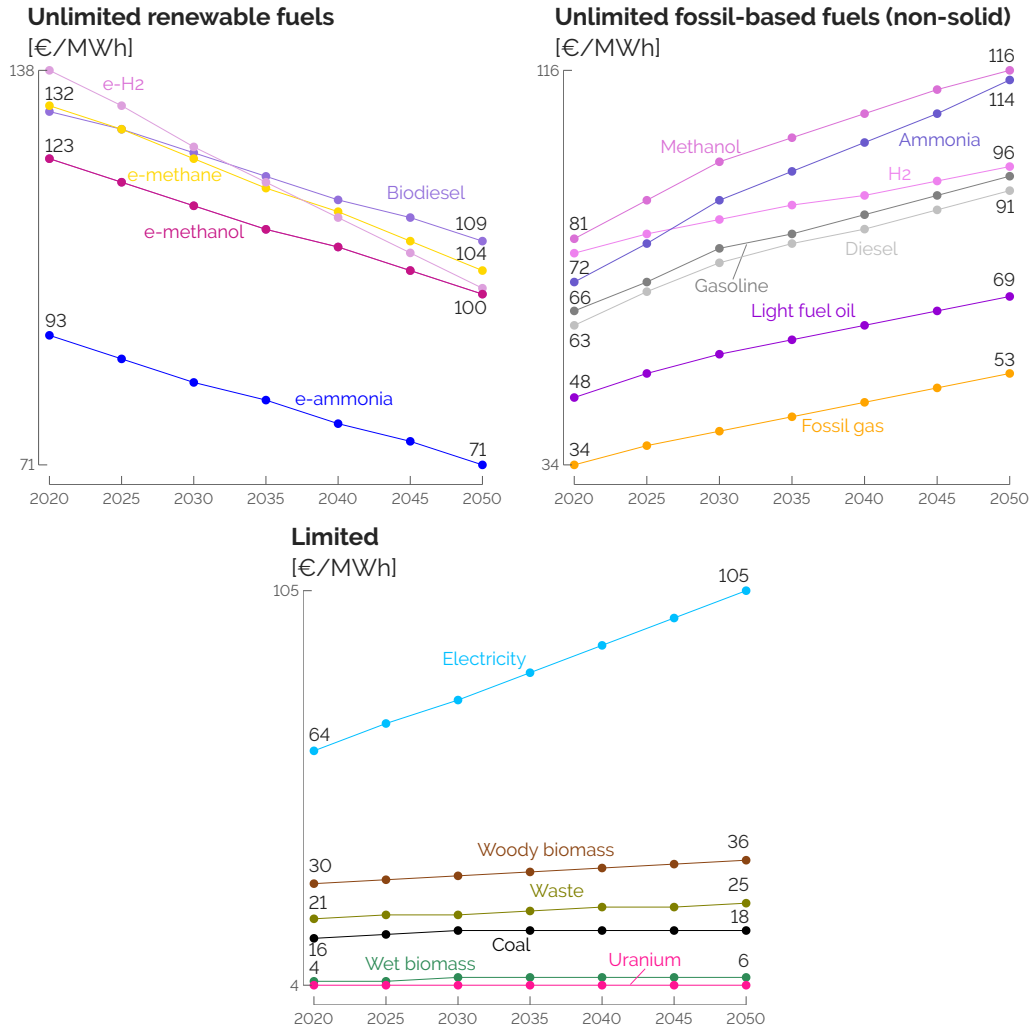 Unlimited renewable fuels
[€/MWh]
138
e-H2
132
123
e-methane
Biodiesel
e-methanol
109
104
100
93
e-ammonia
71
71
2020 2025 2030 2035 2040 2045 2050
Unlimited fossil-based fuels (non-solid)
[€/MWh]
116
116
114
Methanol
Ammonia
96
H2
91
81
Diesel
72
Gasoline
66
69
Light fuel oil
63
48
53
Fossil gas
34
34
2020 2025 2030 2035 2040 2045 2050
Limited
[€/MWh]
105
105
Electricity
64
Woody biomass
36
30
Waste
25
21
18
Coal
16
Wet biomass
Uranium
4
6
4
2020 2025 2030 2035 2040 2045 2050